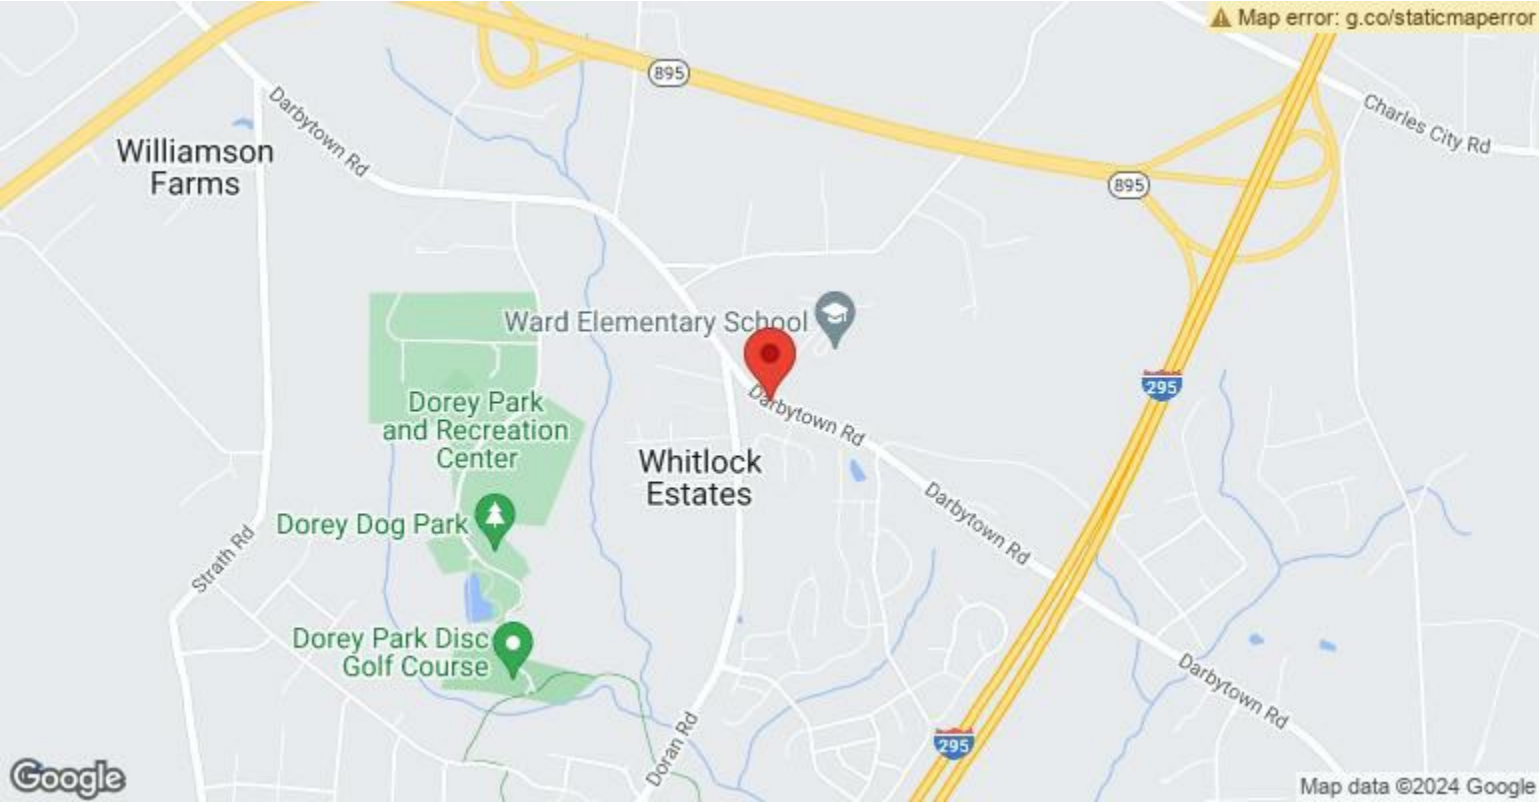 Map error: g.co/staticmaperror
895
Darbytown Rd
Charles City Rd
Williamson
Farms
895
Ward Elementary School
295
Dorey Park
and Recreation
Center
Darbytown Rd
Whitlock
Estates
Darbytown Rd
Dorey Dog Park
Strath Rd
Dorey Park Disc
Golf Course
Darbytown Rd
Doran Rd
295
Google
Map data ©2024 Google